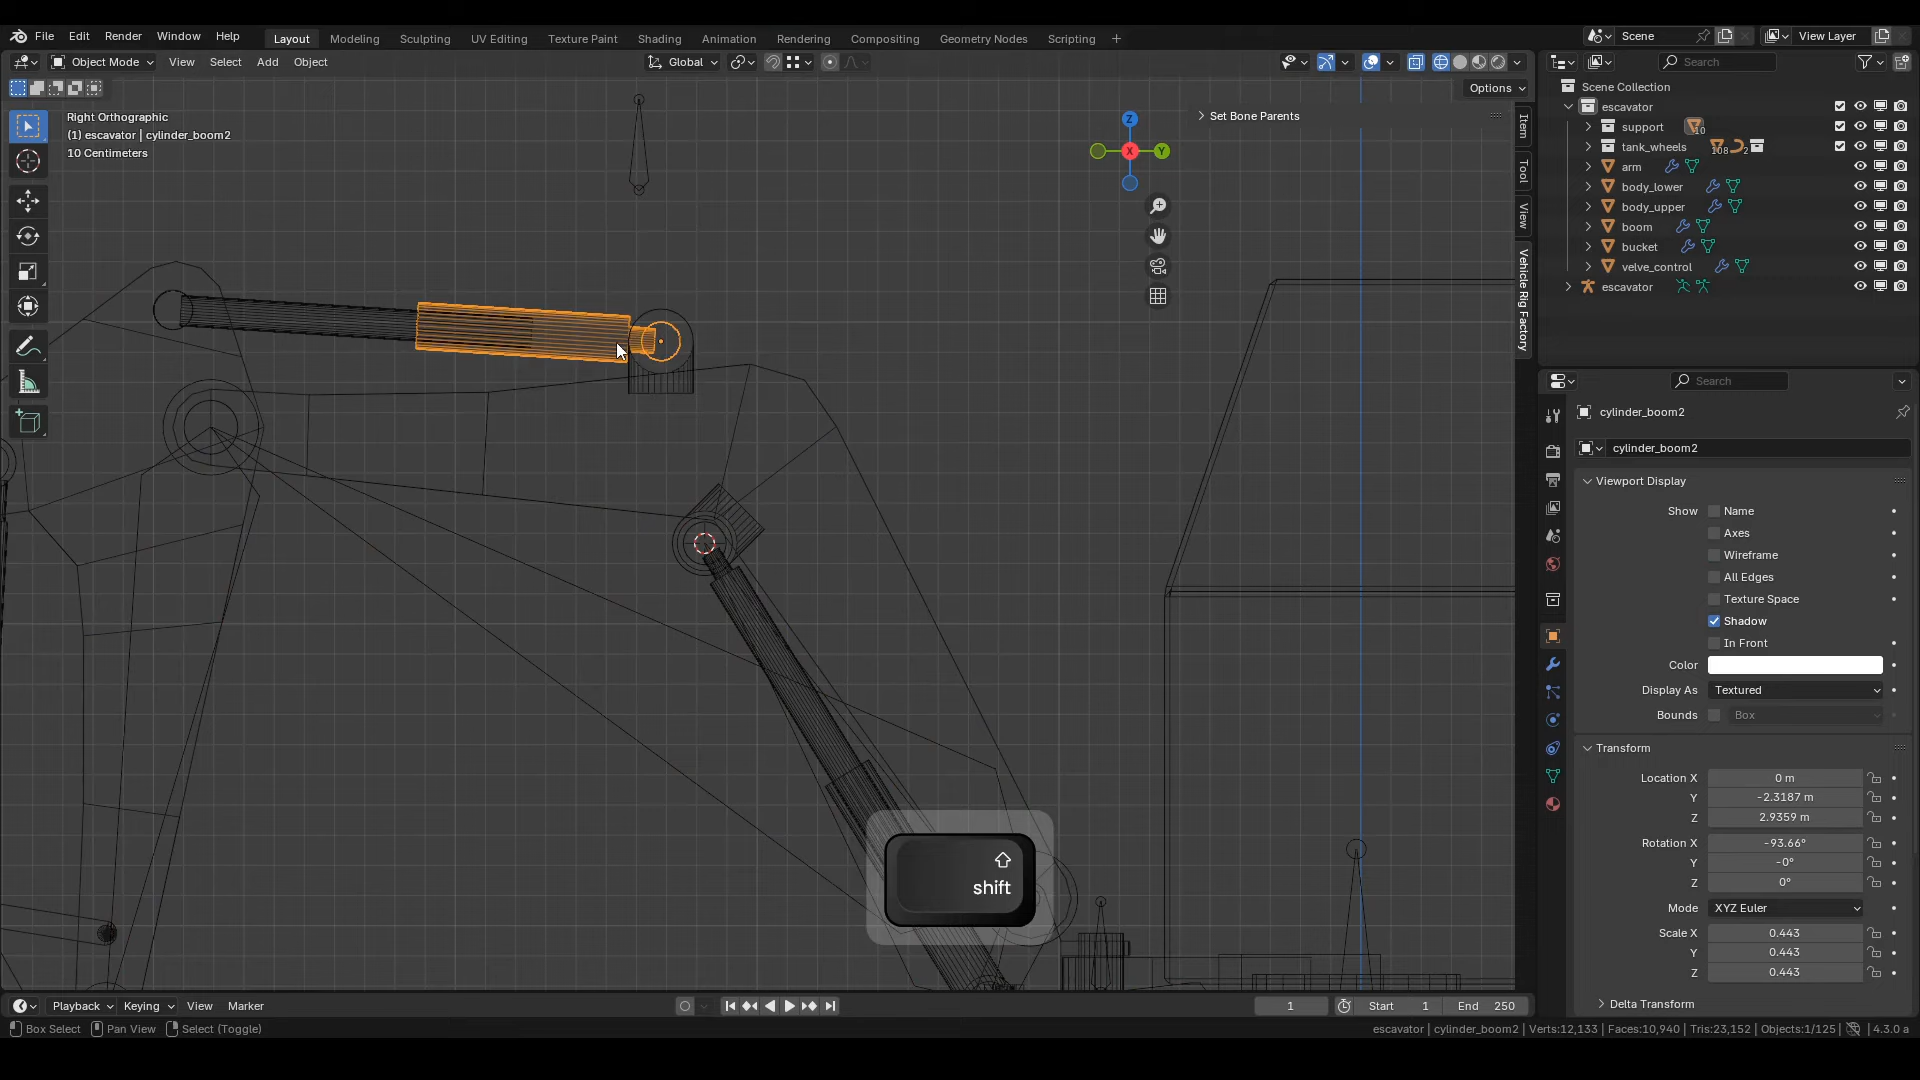 File Edit Render Window Help
Layout Modeling Sculpting UV Editing Texture Paint Shading Animation Rendering Compositing Geometry Nodes Scripting +
Scene
View Layer
Object Mode View Select Add Object
Global
Search
Options
Right Orthographic
(1) escavator | cylinder_boom2
10 Centimeters
Set Bone Parents
Z
X
Y
Item
Tool
View
Vehicle Rig Factory
Scene Collection
escavator
support 10
tank_wheels 108 2
arm
body_lower
body_upper
boom
bucket
velve_control
escavator
Search
cylinder_boom2
cylinder_boom2
Viewport Display
Show Name
Axes
Wireframe
All Edges
Texture Space
Shadow
In Front
Color
Display As Textured
Bounds Box
Transform
Location X 0 m
Y -2.3187 m
Z 2.9359 m
Rotation X -93.66°
Y -0°
Z 0°
Mode XYZ Euler
Scale X 0.443
Y 0.443
Z 0.443
Delta Transform
shift
Playback Keying View Marker
1 Start 1 End 250
Box Select Pan View Select (Toggle)
escavator | cylinder_boom2 | Verts:12,133 | Faces:10,940 | Tris:23,152 | Objects:1/125 | 4.3.0 a